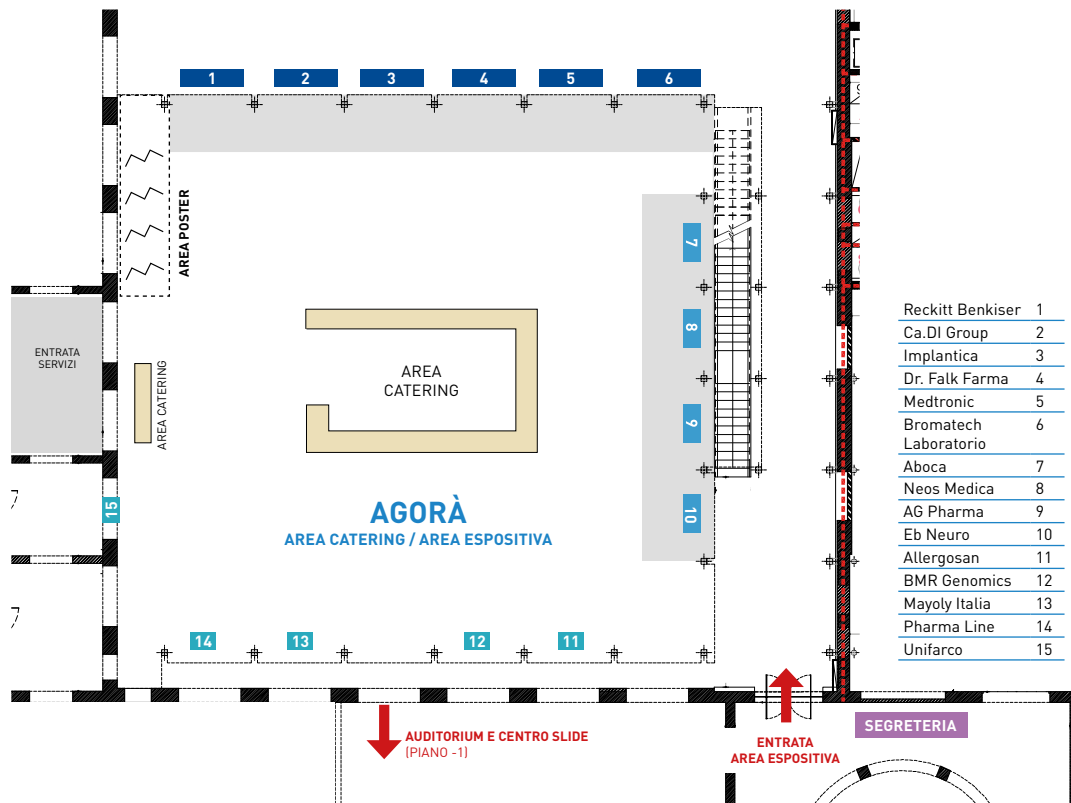 1 2 3 4 5 6
AREA POSTER
7
8
9
10
ENTRATA
SERVIZI
AREA CATERING
AREA
CATERING
15
AGORÀ
AREA CATERING / AREA ESPOSITIVA
14 13 12 11
Reckitt Benkiser 1
Ca.DI Group 2
Implantica 3
Dr. Falk Farma 4
Medtronic 5
Bromatech 6
Laboratorio
Aboca 7
Neos Medica 8
AG Pharma 9
Eb Neuro 10
Allergosan 11
BMR Genomics 12
Mayoly Italia 13
Pharma Line 14
Unifarco 15
AUDITORIUM E CENTRO SLIDE
(PIANO -1)
ENTRATA
AREA ESPOSITIVA
SEGRETERIA